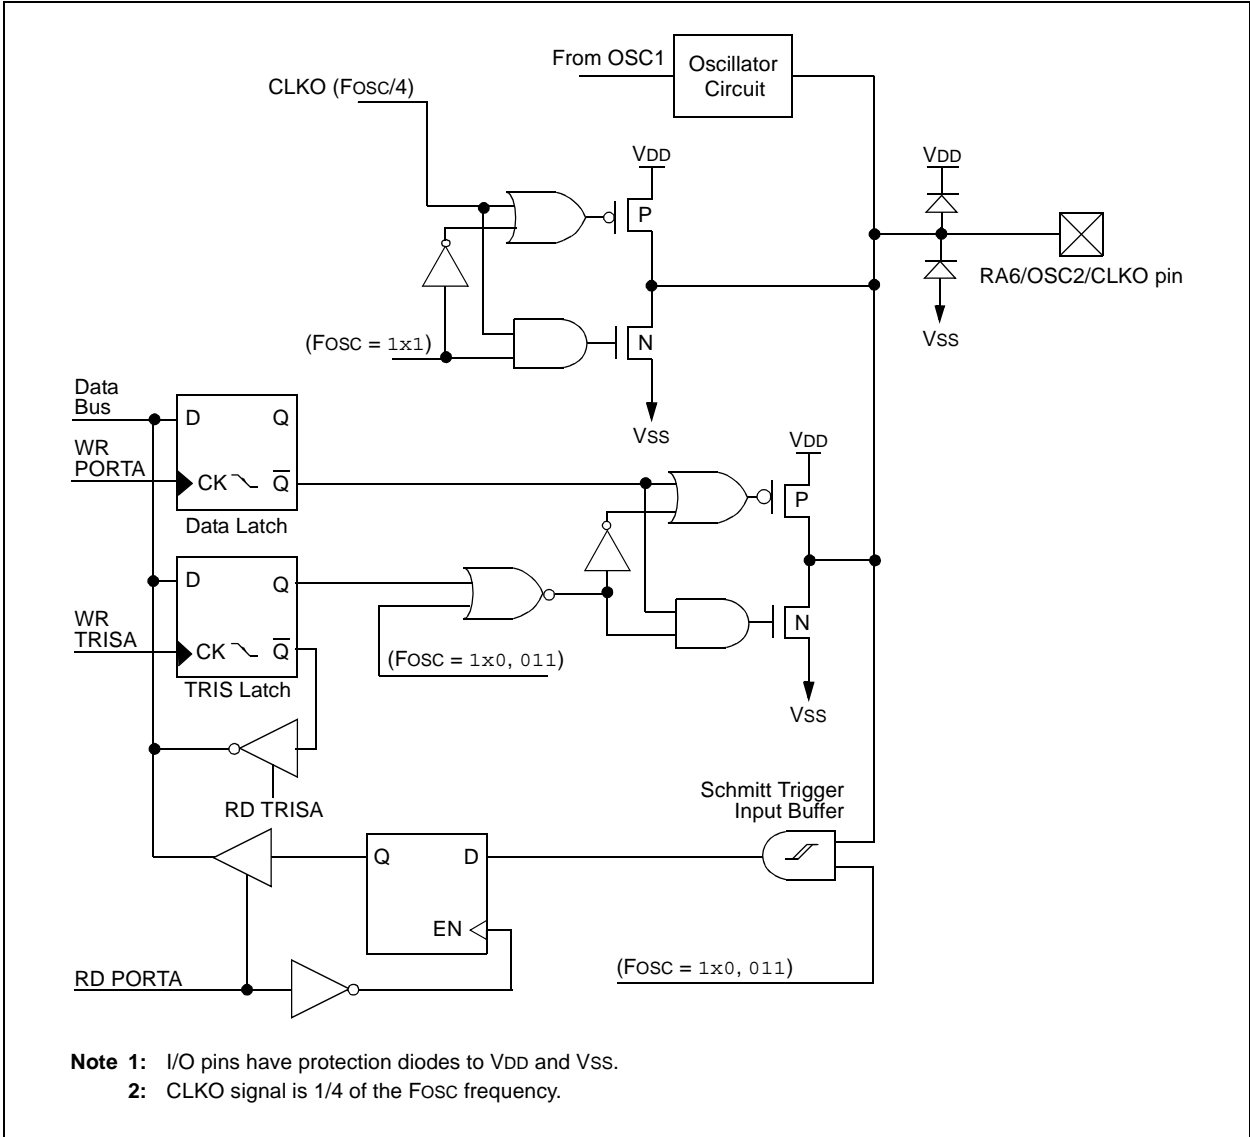 From OSC1
Oscillator
Circuit
CLKO (FOSC/4)
VDD
P
VDD
RA6/OSC2/CLKO pin
VSS
(FOSC = 1x1)
N
VSS
Data
Bus
D Q
WR
PORTA
CK Q
Data Latch
VDD
P
D Q
WR
TRISA
CK Q
TRIS Latch
(FOSC = 1x0, 011)
N
VSS
RD TRISA
Schmitt Trigger
Input Buffer
Q D
EN
RD PORTA
(FOSC = 1x0, 011)
Note 1: I/O pins have protection diodes to VDD and VSS.
2: CLKO signal is 1/4 of the FOSC frequency.